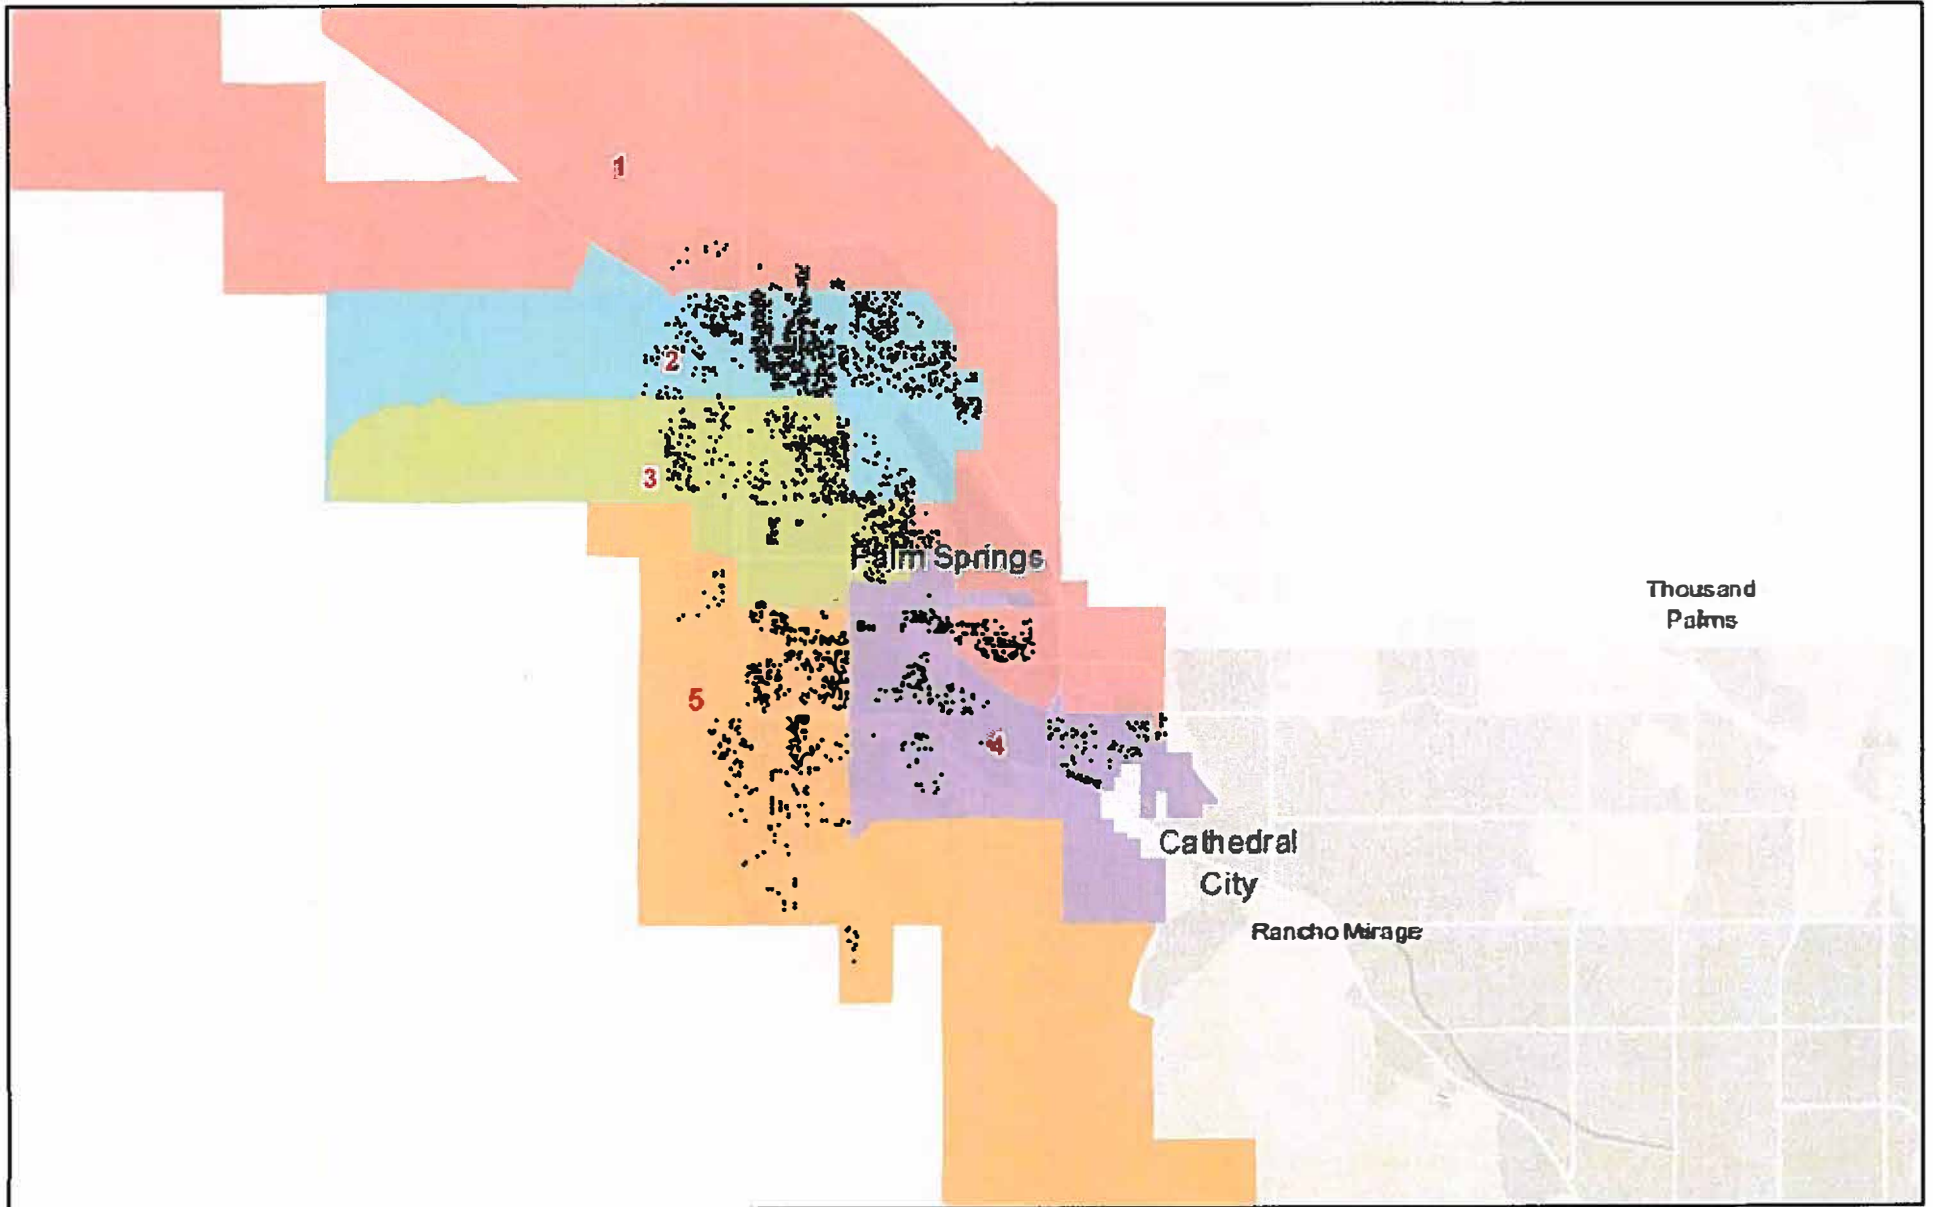 1
2
3
Palm Springs
Thousand
Palms
5
4
Cathedral
City
Rancho Mirage